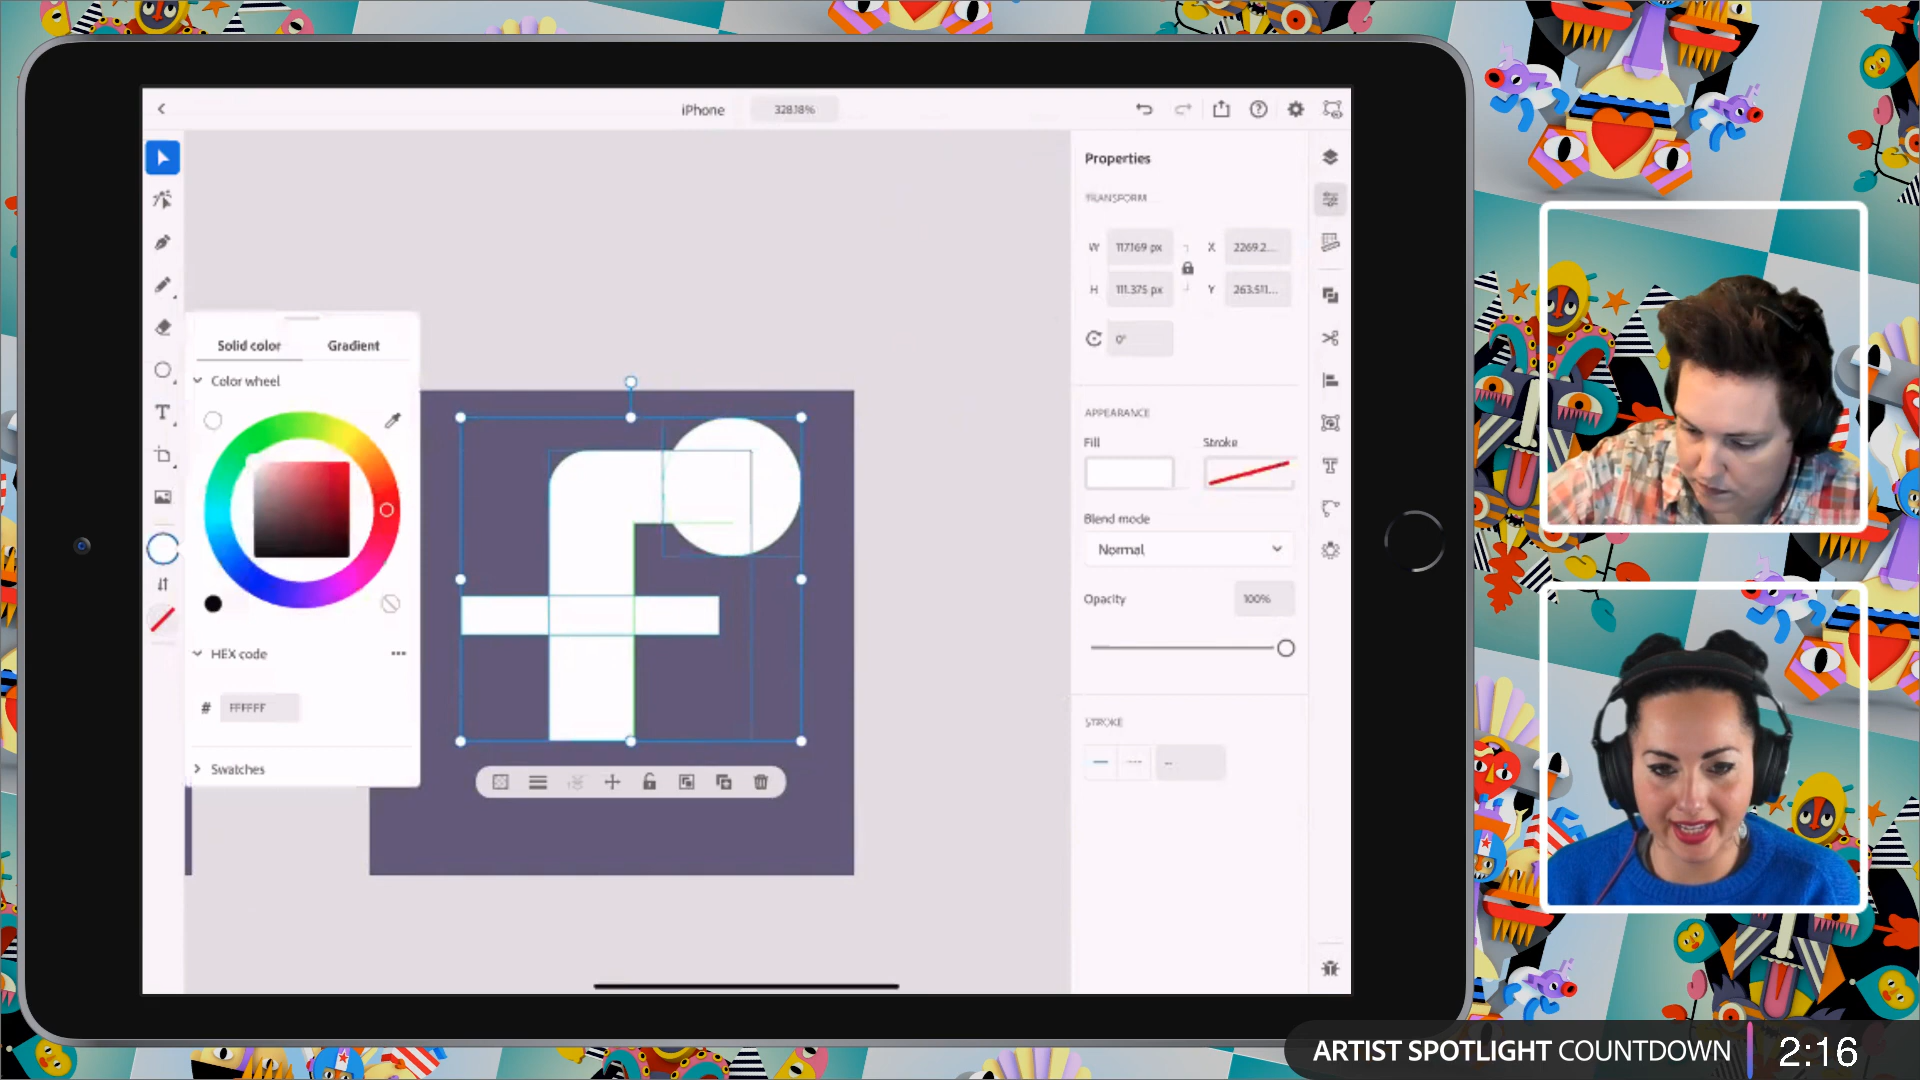 iPhone
328.18%
Properties
TRANSFORM
W 117.169 px X 2269.2...
H 111.375 px Y 263.511...
0°
APPEARANCE
Fill Stroke
Blend mode
Normal
Opacity 100%
STROKE
--
Solid color Gradient
Color wheel
HEX code
# FFFFFF
Swatches
f
ARTIST SPOTLIGHT COUNTDOWN 2:16